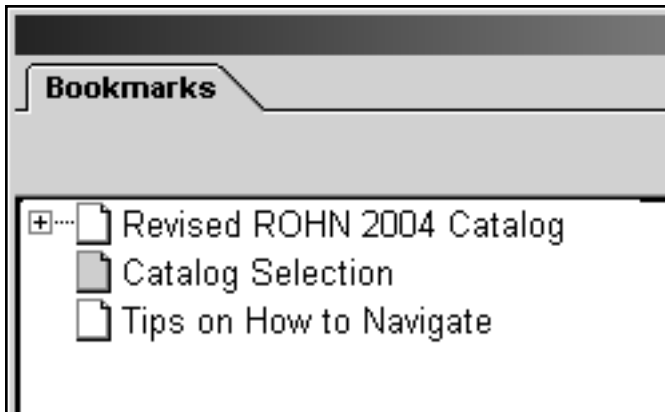 Bookmarks
Revised ROHN 2004 Catalog
Catalog Selection
Tips on How to Navigate